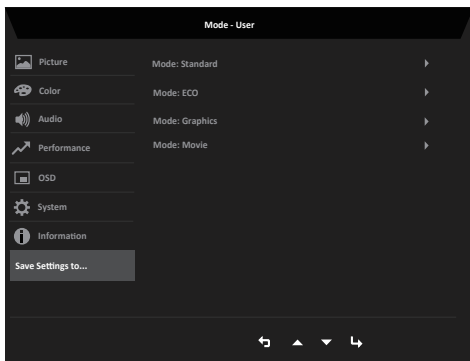 Mode - User
Picture
Color
Audio
Performance
OSD
System
Information
Save Settings to...
Mode: Standard
Mode: ECO
Mode: Graphics
Mode: Movie